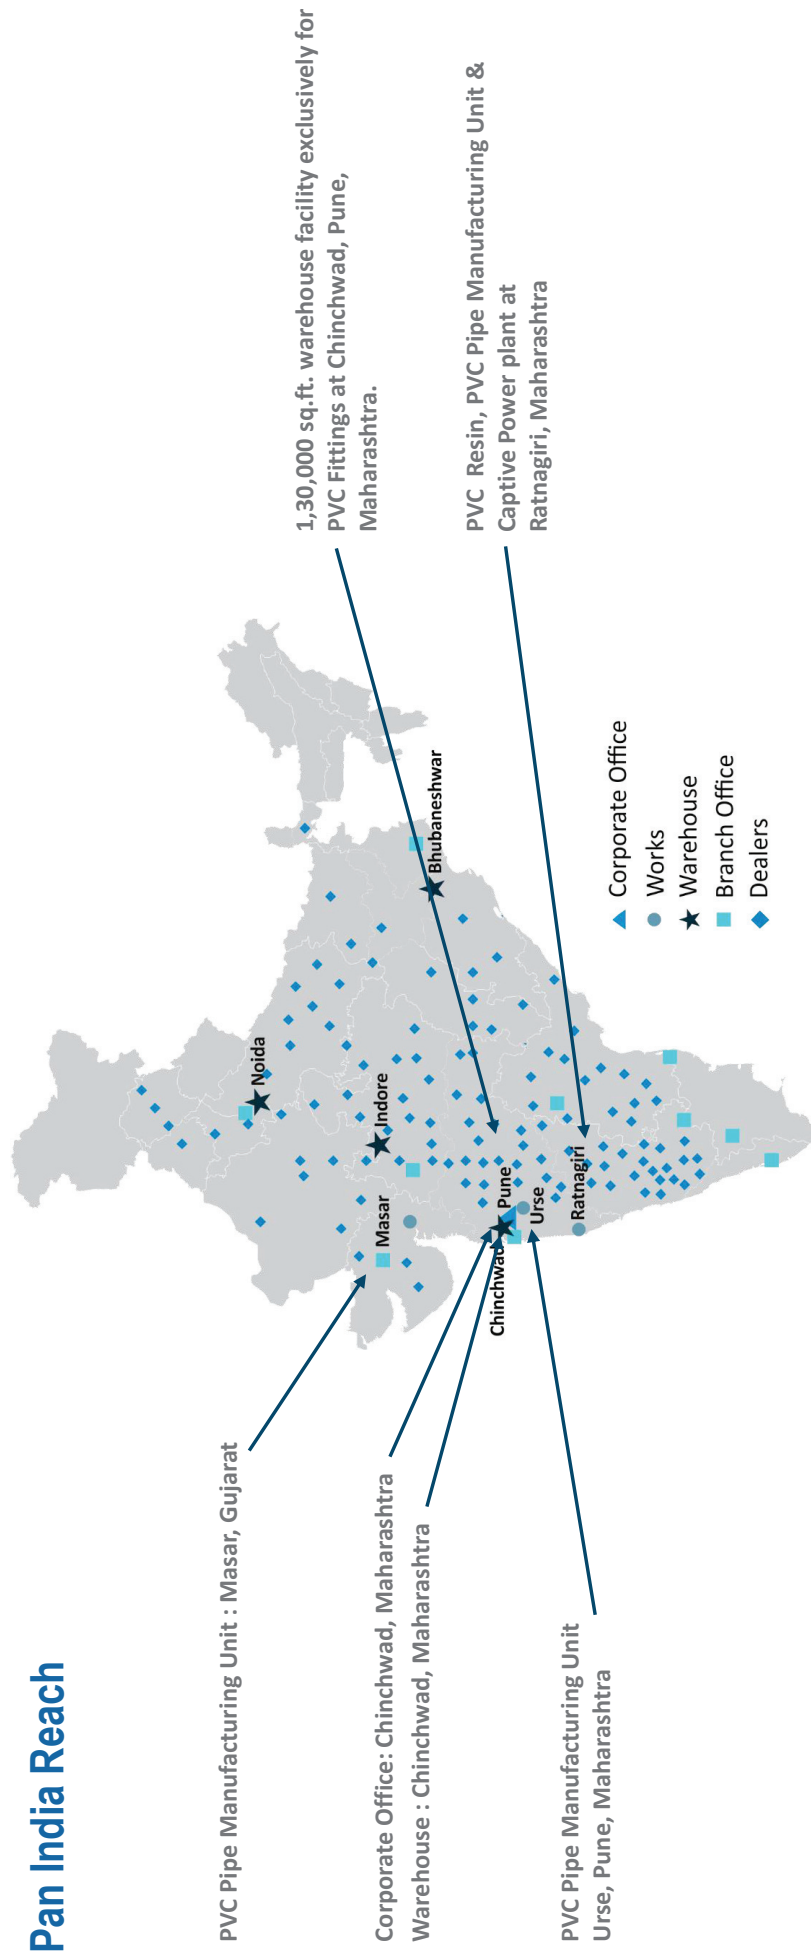 Pan India Reach
PVC Pipe Manufacturing Unit : Masar, Gujarat
Corporate Office: Chinchwad, Maharashtra
Warehouse : Chinchwad, Maharashtra
PVC Pipe Manufacturing Unit
Urse, Pune, Maharashtra
Noida
Indore
Masar
Bhubaneshwar
Chinchwad
Pune
Urse
Ratnagiri
Corporate Office
Works
Warehouse
Branch Office
Dealers
1,30,000 sq.ft. warehouse facility exclusively for
PVC Fittings at Chinchwad, Pune,
Maharashtra.
PVC Resin, PVC Pipe Manufacturing Unit &
Captive Power plant at
Ratnagiri, Maharashtra